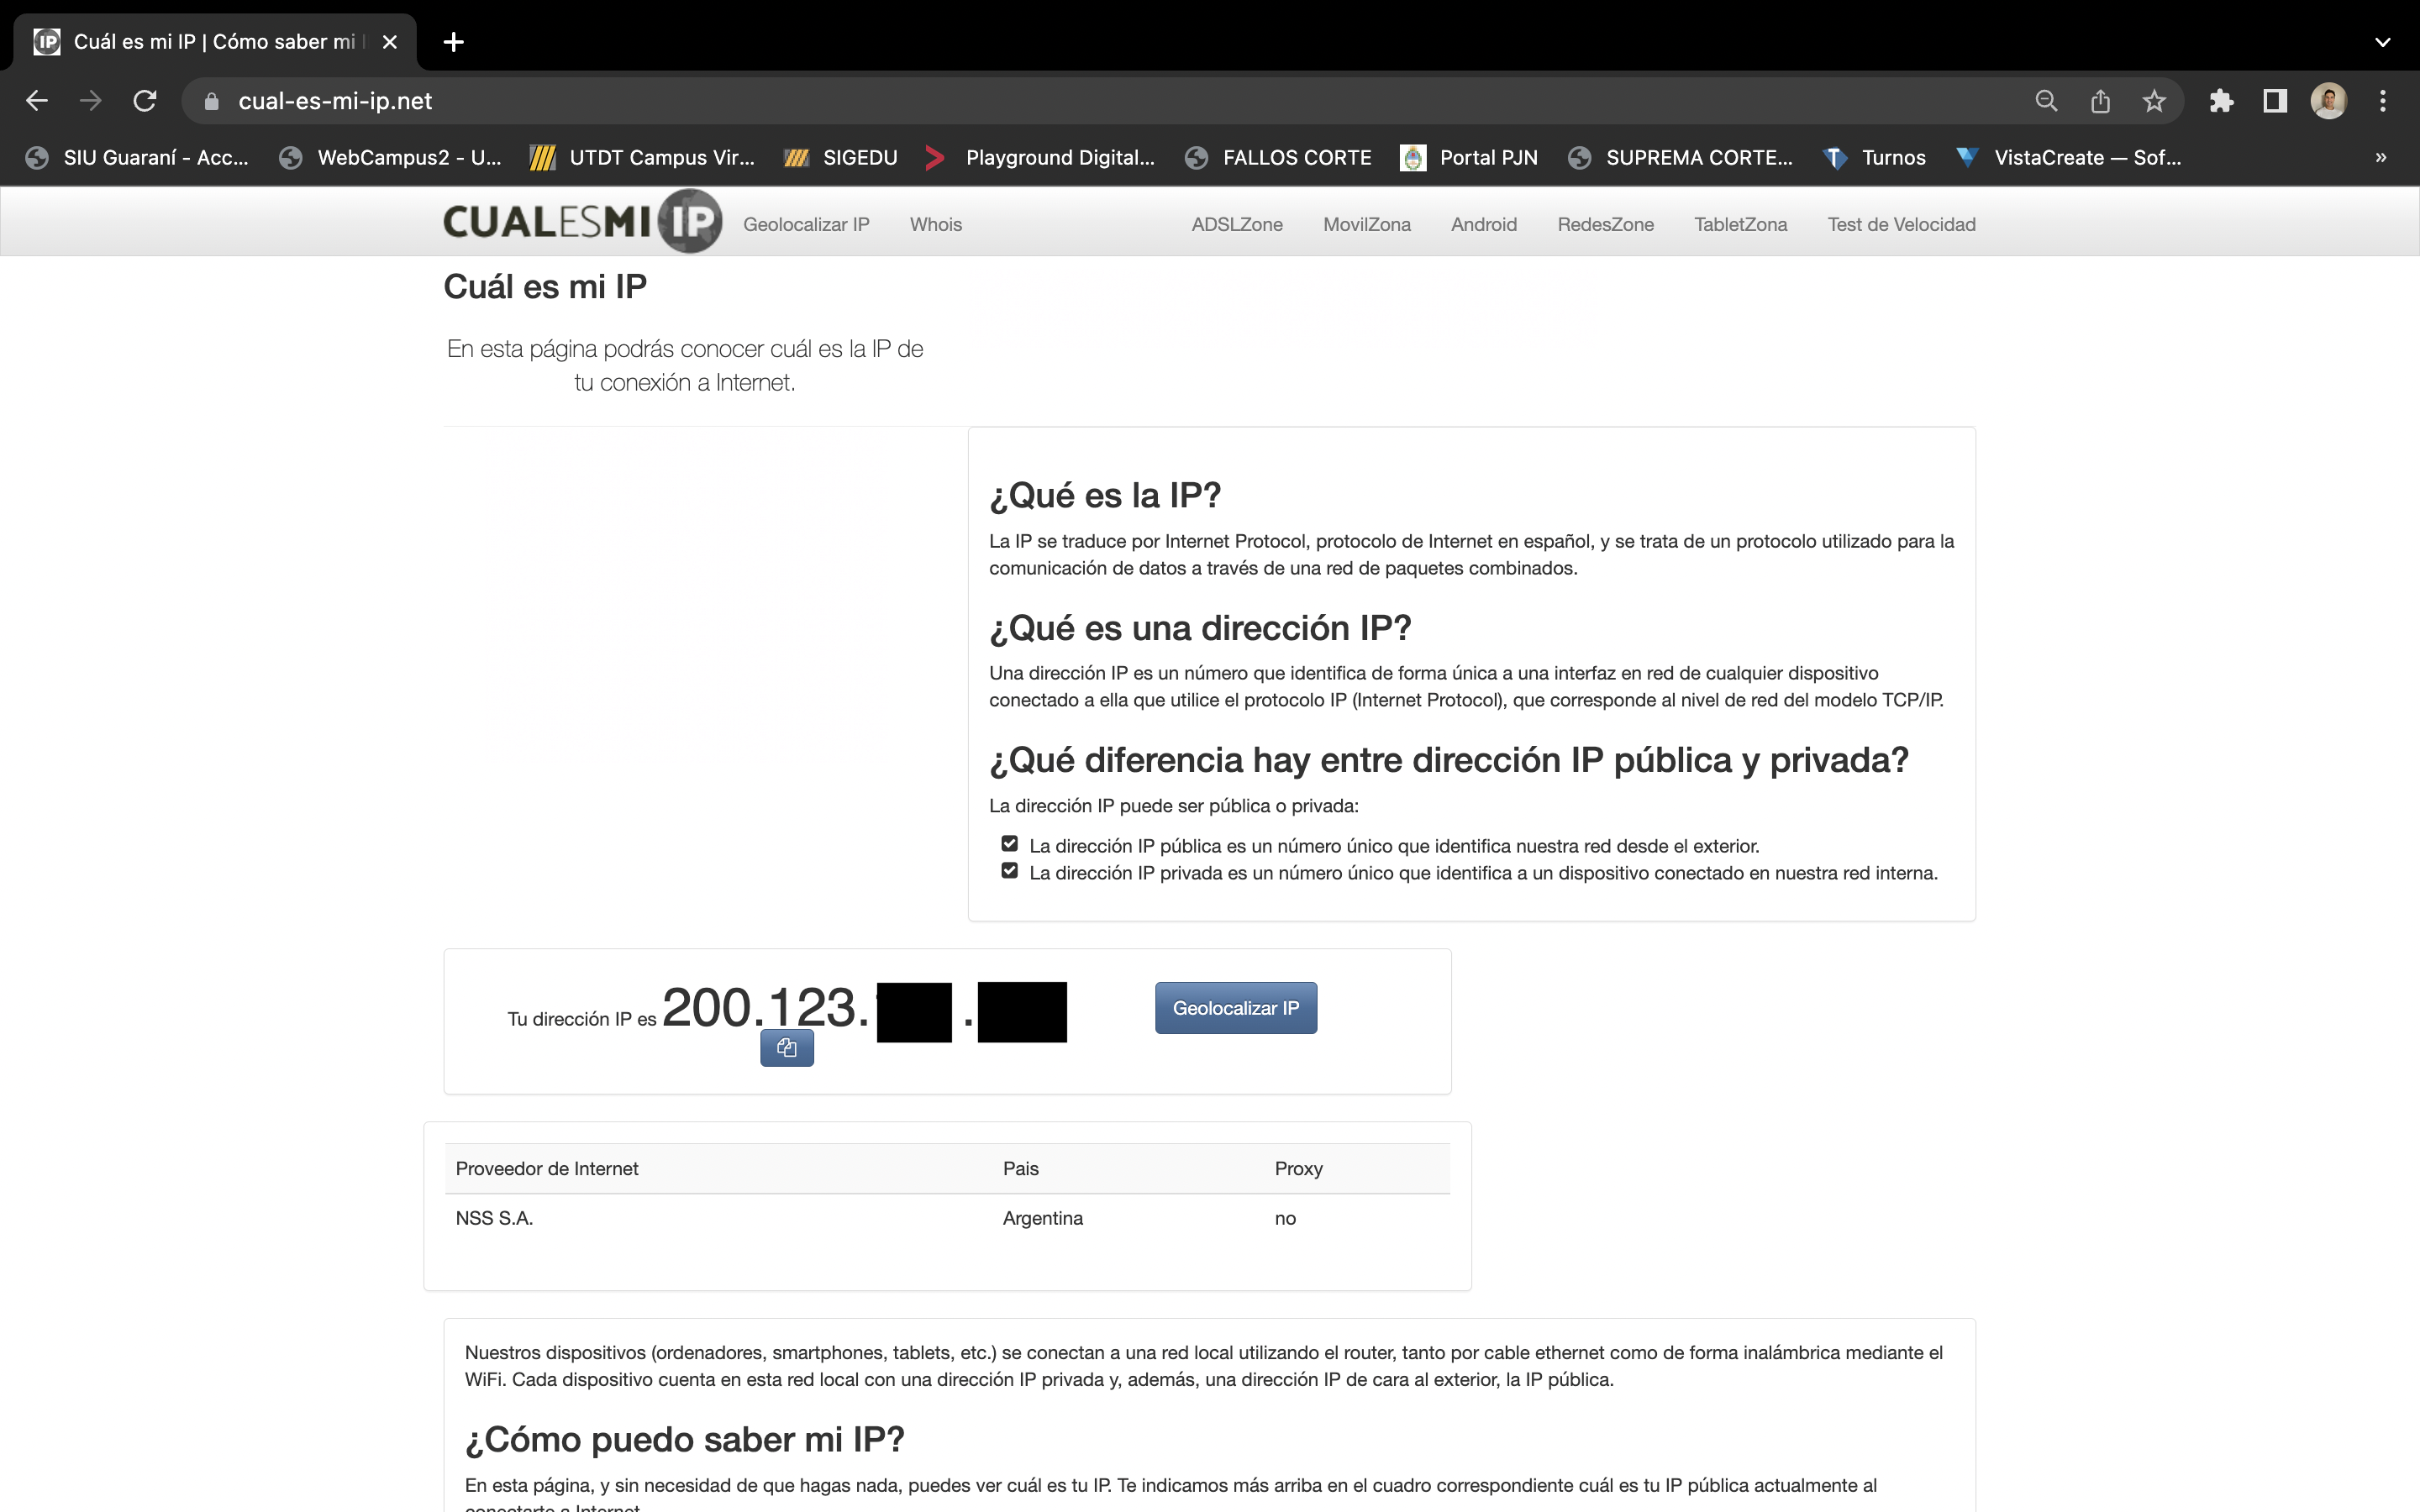 Cuál es mi IP | Cómo saber mi
cual-es-mi-ip.net
SIU Guaraní - Acc... WebCampus2 - U... UTDT Campus Vir... SIGEDU Playground Digital... FALLOS CORTE Portal PJN SUPREMA CORTE... Turnos VistaCreate — Sof... »
CUALESMI IP Geolocalizar IP Whois ADSLZone MovilZona Android RedesZone TabletZona Test de Velocidad
Cuál es mi IP
En esta página podrás conocer cuál es la IP de
tu conexión a Internet.
¿Qué es la IP?
La IP se traduce por Internet Protocol, protocolo de Internet en español, y se trata de un protocolo utilizado para la
comunicación de datos a través de una red de paquetes combinados.
¿Qué es una dirección IP?
Una dirección IP es un número que identifica de forma única a una interfaz en red de cualquier dispositivo
conectado a ella que utilice el protocolo IP (Internet Protocol), que corresponde al nivel de red del modelo TCP/IP.
¿Qué diferencia hay entre dirección IP pública y privada?
La dirección IP puede ser pública o privada:
La dirección IP pública es un número único que identifica nuestra red desde el exterior.
La dirección IP privada es un número único que identifica a un dispositivo conectado en nuestra red interna.
Tu dirección IP es 200.123. . Geolocalizar IP
Proveedor de Internet Pais Proxy
NSS S.A. Argentina no
Nuestros dispositivos (ordenadores, smartphones, tablets, etc.) se conectan a una red local utilizando el router, tanto por cable ethernet como de forma inalámbrica mediante el
WiFi. Cada dispositivo cuenta en esta red local con una dirección IP privada y, además, una dirección IP de cara al exterior, la IP pública.
¿Cómo puedo saber mi IP?
En esta página, y sin necesidad de que hagas nada, puedes ver cuál es tu IP. Te indicamos más arriba en el cuadro correspondiente cuál es tu IP pública actualmente al
conectarte a Internet